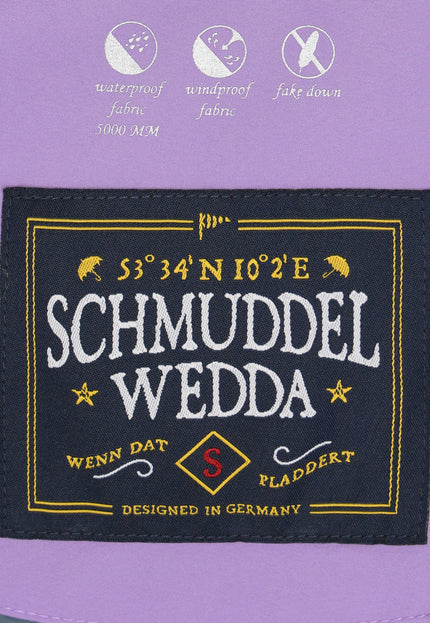 waterproof fabric 5000 MM
windproof fabric
fake down
53° 34' N 10° 2' E
SCHMUDDEL
WEDDA
WENN DAT PLADDERT
S
DESIGNED IN GERMANY